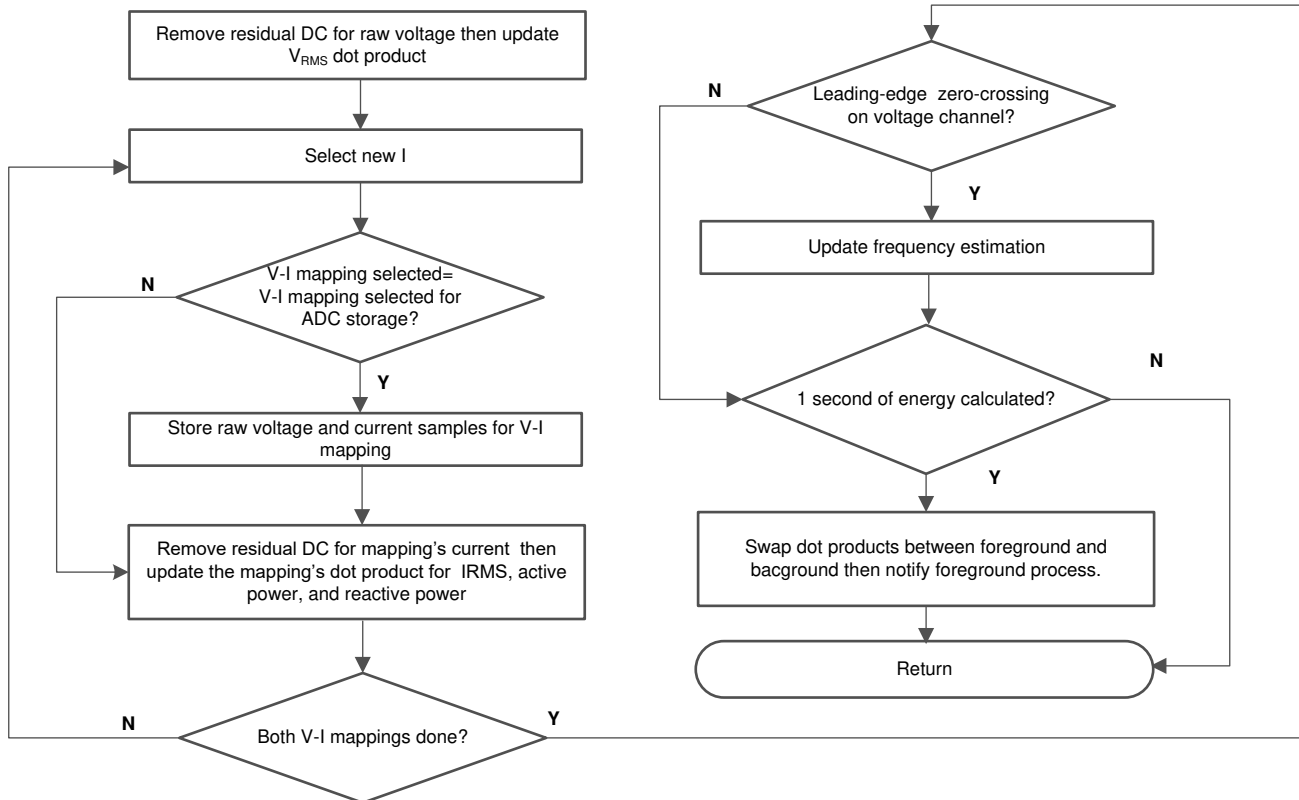 Remove residual DC for raw voltage then update
VRMS dot product
Select new I
V-I mapping selected=
V-I mapping selected for
ADC storage?
N
Y
Store raw voltage and current samples for V-I
mapping
Remove residual DC for mapping's current then
update the mapping's dot product for IRMS, active
power, and reactive power
Both V-I mappings done?
N
Y
Leading-edge zero-crossing
on voltage channel?
N
Y
Update frequency estimation
1 second of energy calculated?
N
Y
Swap dot products between foreground and
bacground then notify foreground process.
Return